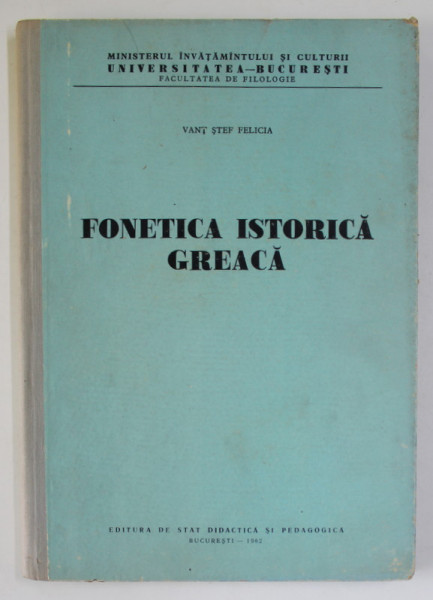 MINISTERUL ÎNVĂȚĂMÎNTULUI ȘI CULTURII
UNIVERSITATEA—BUCUREȘTI
FACULTATEA DE FILOLOGIE
VANȚ ȘTEF FELICIA
FONETICA ISTORICĂ
GREACĂ
EDITURA DE STAT DIDACTICĂ ȘI PEDAGOGICĂ
BUCUREȘTI — 1962